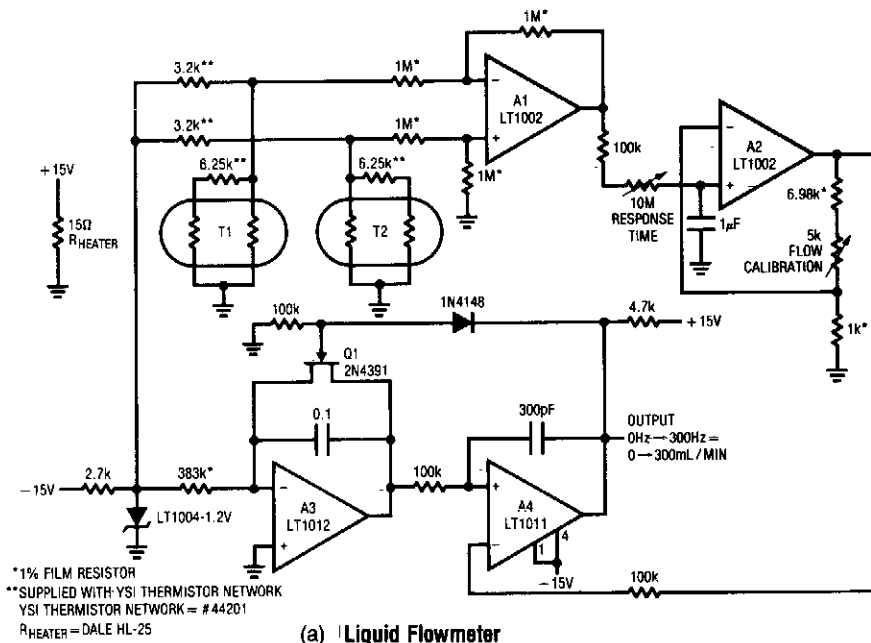 1M*
3.2k**
1M*
A1
LT1002
3.2k**
1M*
A2
LT1002
100k
6.25k**
6.25k**
1M*
6.98k*
+15V
10M
RESPONSE
TIME
1µF
15Ω
RHEATER
T1
T2
5k
FLOW
CALIBRATION
100k
1N4148
4.7k
+15V
1k*
Q1
2N4391
0.1
300pF
OUTPUT
0Hz→300Hz=
0→300mL/MIN
2.7k
383k*
100k
-15V
A3
LT1012
A4
LT1011
LT1004-1.2V
1
4
-15V
100k
*1% FILM RESISTOR
**SUPPLIED WITH YSI THERMISTOR NETWORK
YSI THERMISTOR NETWORK = #44201
RHEATER = DALE HL-25
(a) Liquid Flowmeter